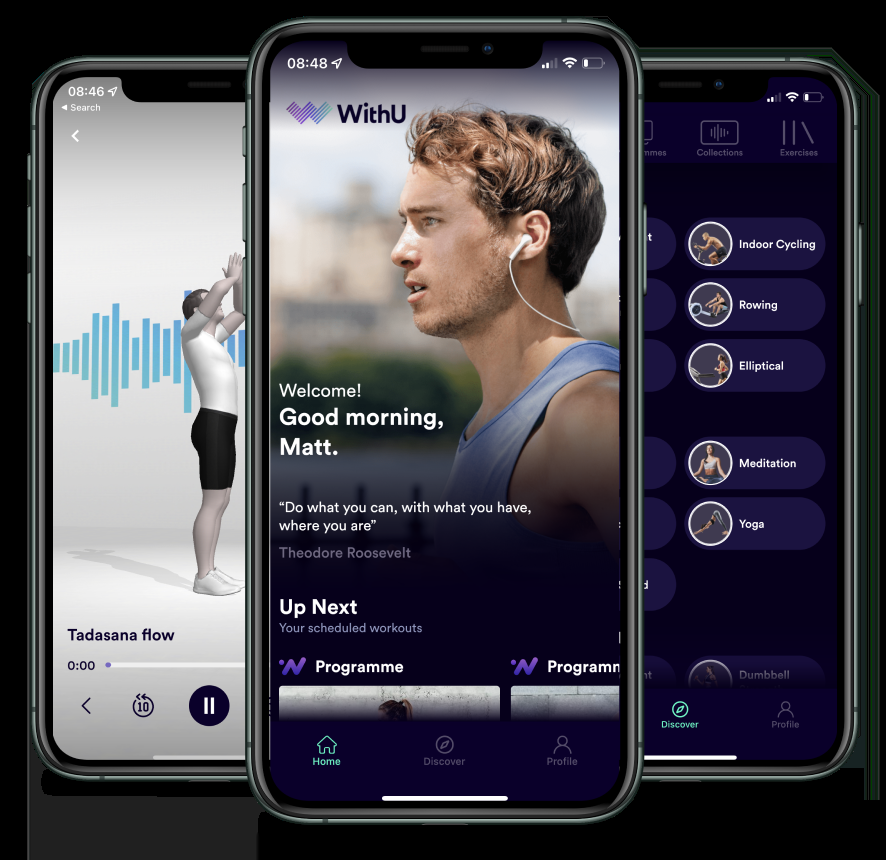 08:46
Search
Tadasana flow
0:00
10
08:48
WithU
Welcome!
Good morning,
Matt.
“Do what you can, with what you have,
where you are”
Theodore Roosevelt
Up Next
Your scheduled workouts
Programme
Home
Discover
Profile
Collections
Exercises
Indoor Cycling
Rowing
Elliptical
Meditation
Yoga
Dumbbell
Discover
Profile